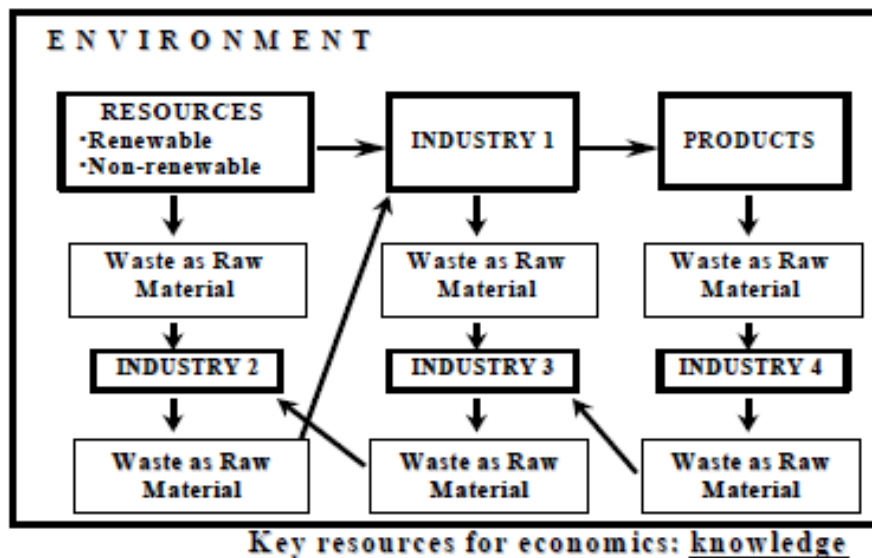 ENVIRONMENT
RESOURCES
•Renewable
•Non-renewable
INDUSTRY 1
PRODUCTS
Waste as Raw
Material
Waste as Raw
Material
Waste as Raw
Material
INDUSTRY 2
INDUSTRY 3
INDUSTRY 4
Waste as Raw
Material
Waste as Raw
Material
Waste as Raw
Material
Key resources for economics: knowledge